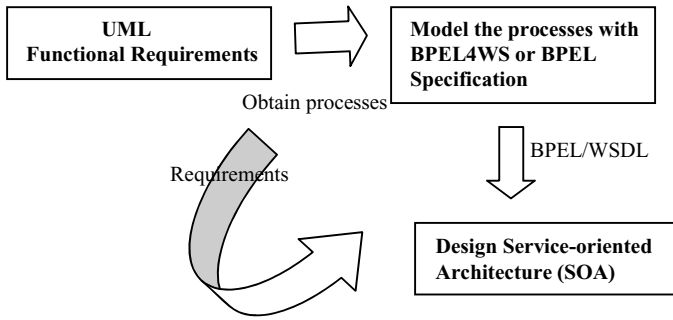 UML
Functional Requirements
Model the processes with
BPEL4WS or BPEL
Specification
Obtain processes
Requirements
BPEL/WSDL
Design Service-oriented
Architecture (SOA)